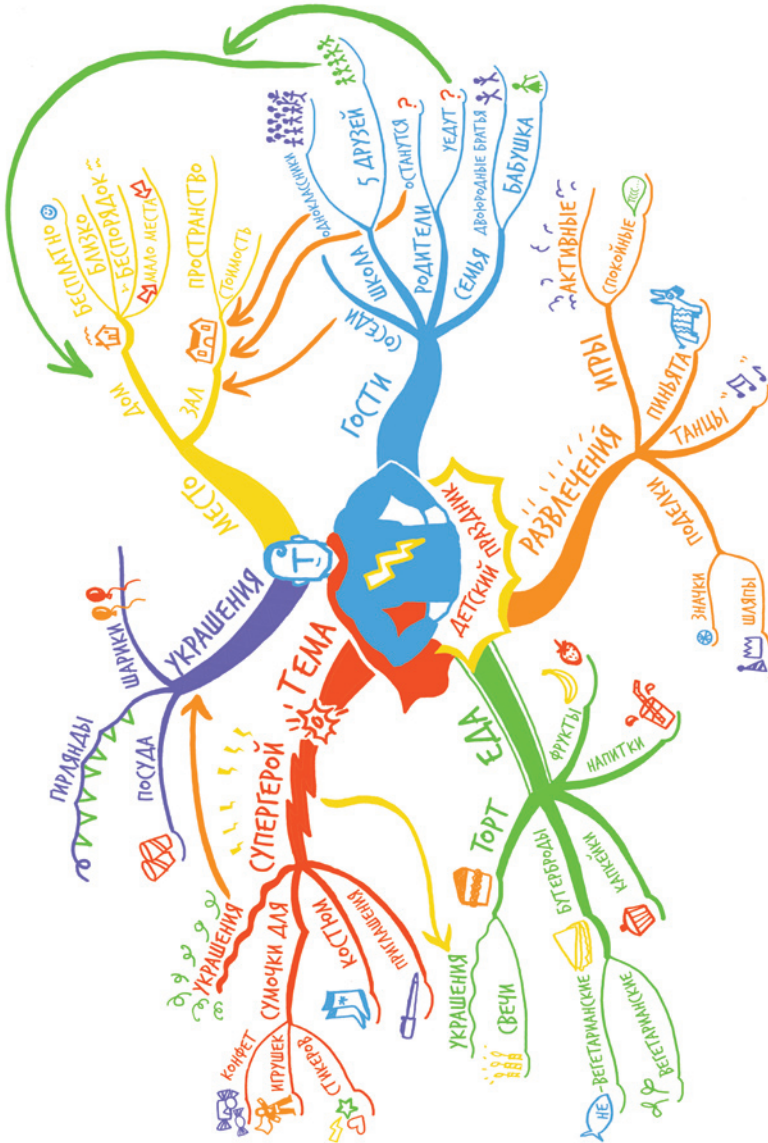 ДЕТСКИЙ ПРАЗДНИК
МЕСТО
ДОМ
БЕСПЛАТНО
БЛИЗКО
БЕСПОРЯДОК
МАЛО МЕСТА
ЗАЛ
ПРОСТРАНСТВО
СТОИМОСТЬ
ГОСТИ
СОСЕДИ
ШКОЛА
ОДНОКЛАССНИКИ
5 ДРУЗЕЙ
РОДИТЕЛИ
ОСТАНУТСЯ ?
УЕДУТ ?
СЕМЬЯ
ДВОЮРОДНЫЕ БРАТЬЯ
БАБУШКА
РАЗВЛЕЧЕНИЯ
ИГРЫ
АКТИВНЫЕ
СПОКОЙНЫЕ
ПИНЬЯТА
ТАНЦЫ
ПОДЕЛКИ
ЗНАЧКИ
ШЛЯПЫ
ЕДА
ФРУКТЫ
НАПИТКИ
КАПКЕЙКИ
БУТЕРБРОДЫ
НЕ -ВЕГЕТАРИАНСКИЕ
ВЕГЕТАРИАНСКИЕ
ТОРТ
УКРАШЕНИЯ
СВЕЧИ
ТЕМА
СУПЕРГЕРОЙ
УКРАШЕНИЯ
СУМОЧКИ ДЛЯ
КОНФЕТ
ИГРУШЕК
СТИКЕРОВ
КОСТЮМ
ПРИГЛАШЕНИЯ
УКРАШЕНИЯ
ШАРИКИ
ГИРЛЯНДЫ
ПОСУДА
Т